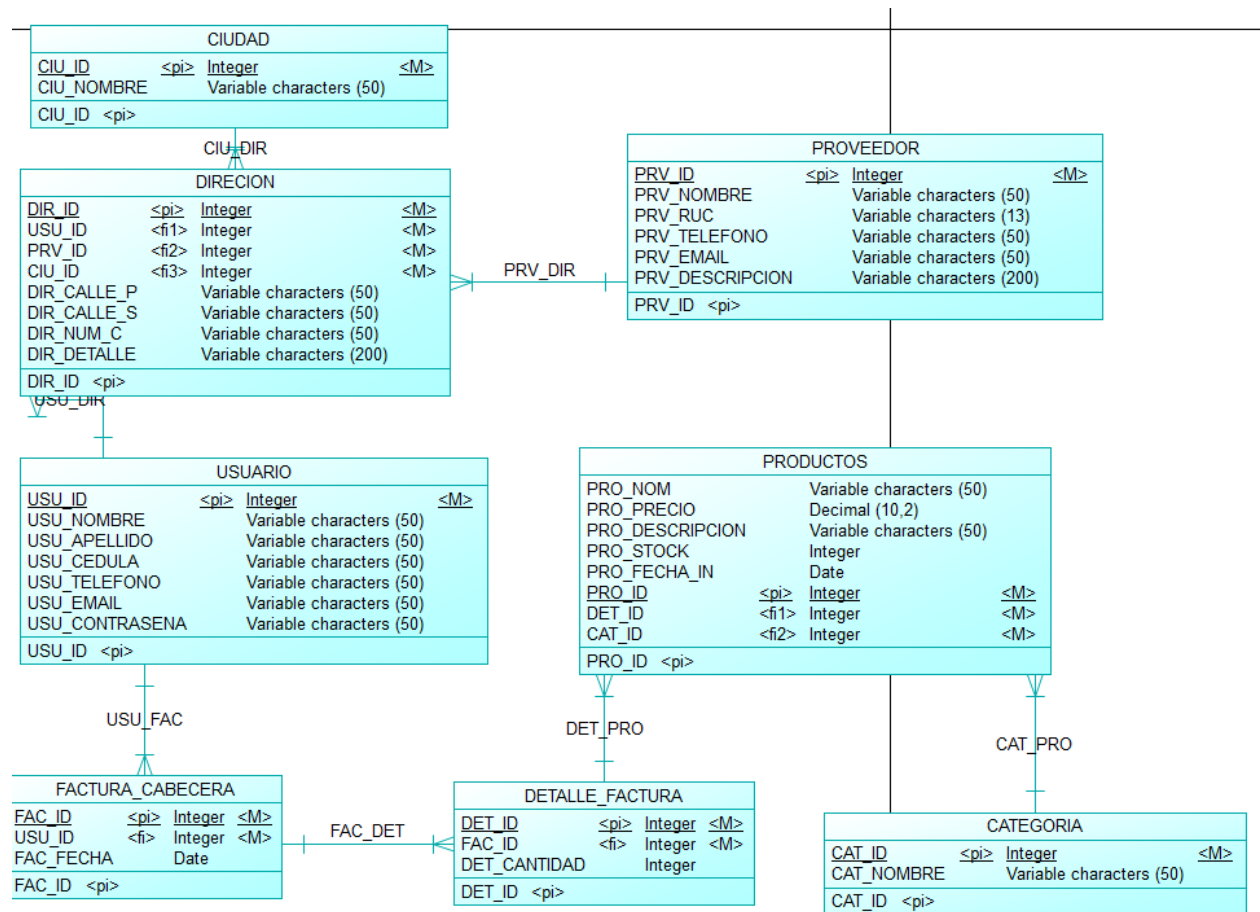 CIUDAD
CIU_ID <pi> Integer <M>
CIU_NOMBRE Variable characters (50)
CIU_ID <pi>
CIU_DIR
DIRECION
DIR_ID <pi> Integer <M>
USU_ID <fi1> Integer <M>
PRV_ID <fi2> Integer <M>
CIU_ID <fi3> Integer <M>
DIR_CALLE_P Variable characters (50)
DIR_CALLE_S Variable characters (50)
DIR_NUM_C Variable characters (50)
DIR_DETALLE Variable characters (200)
DIR_ID <pi>
PRV_DIR
PROVEEDOR
PRV_ID <pi> Integer <M>
PRV_NOMBRE Variable characters (50)
PRV_RUC Variable characters (13)
PRV_TELEFONO Variable characters (50)
PRV_EMAIL Variable characters (50)
PRV_DESCRIPCION Variable characters (200)
PRV_ID <pi>
USU_DIR
USUARIO
USU_ID <pi> Integer <M>
USU_NOMBRE Variable characters (50)
USU_APELLIDO Variable characters (50)
USU_CEDULA Variable characters (50)
USU_TELEFONO Variable characters (50)
USU_EMAIL Variable characters (50)
USU_CONTRASENA Variable characters (50)
USU_ID <pi>
PRODUCTOS
PRO_NOM Variable characters (50)
PRO_PRECIO Decimal (10,2)
PRO_DESCRIPCION Variable characters (50)
PRO_STOCK Integer
PRO_FECHA_IN Date
PRO_ID <pi> Integer <M>
DET_ID <fi1> Integer <M>
CAT_ID <fi2> Integer <M>
PRO_ID <pi>
USU_FAC
DET_PRO
CAT_PRO
FACTURA_CABECERA
FAC_ID <pi> Integer <M>
USU_ID <fi> Integer <M>
FAC_FECHA Date
FAC_ID <pi>
FAC_DET
DETALLE_FACTURA
DET_ID <pi> Integer <M>
FAC_ID <fi> Integer <M>
DET_CANTIDAD Integer
DET_ID <pi>
CATEGORIA
CAT_ID <pi> Integer <M>
CAT_NOMBRE Variable characters (50)
CAT_ID <pi>